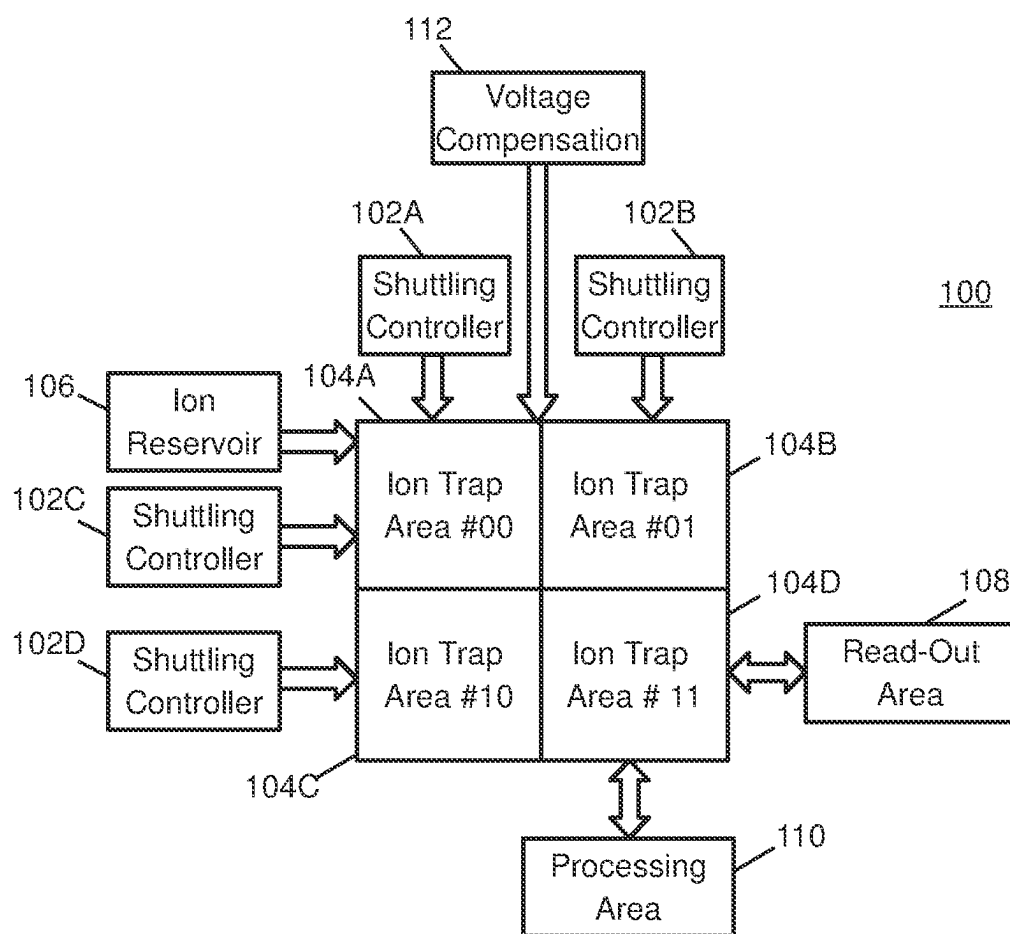 112
Voltage
Compensation
102A
102B
Shuttling
Controller
Shuttling
Controller
100
106
Ion
Reservoir
104A
104B
102C
Shuttling
Controller
Ion Trap
Area #00
Ion Trap
Area #01
104D
108
102D
Shuttling
Controller
Ion Trap
Area #10
Ion Trap
Area # 11
Read-Out
Area
104C
110
Processing
Area